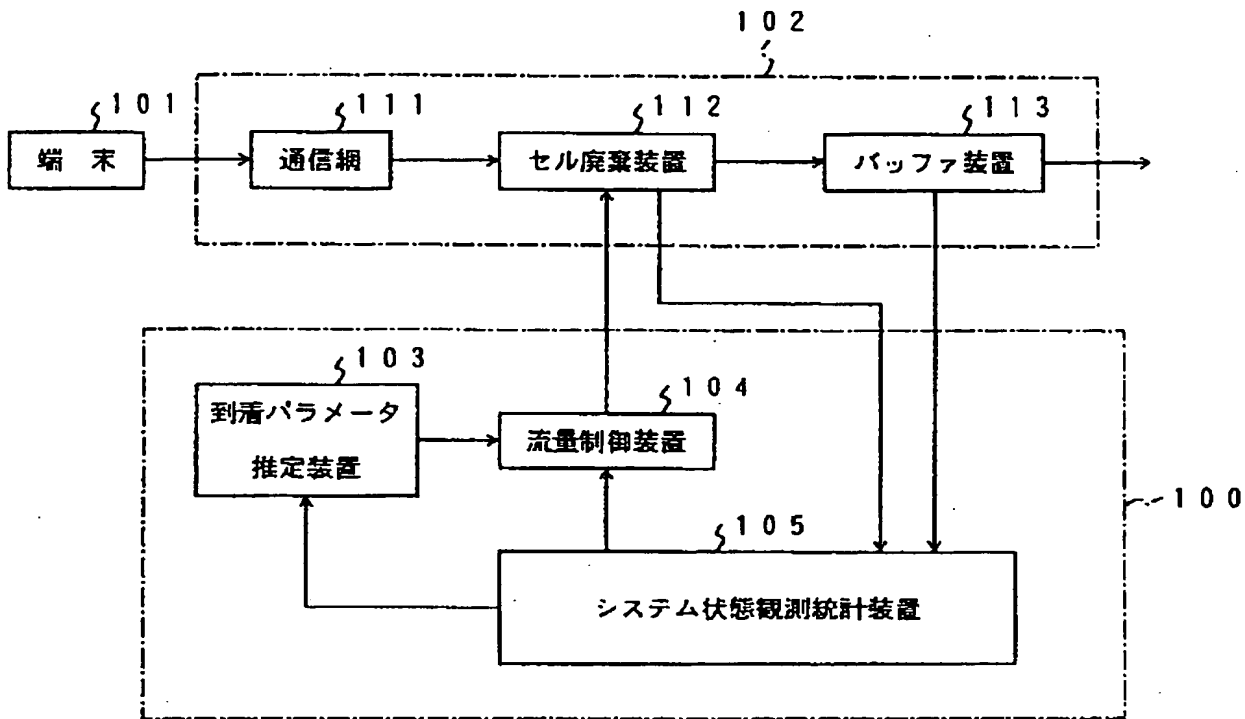 102
101
111
112
113
端末
通信網
セル廃棄装置
バッファ装置
103
104
到着パラメータ
推定装置
流量制御装置
100
105
システム状態観測統計装置